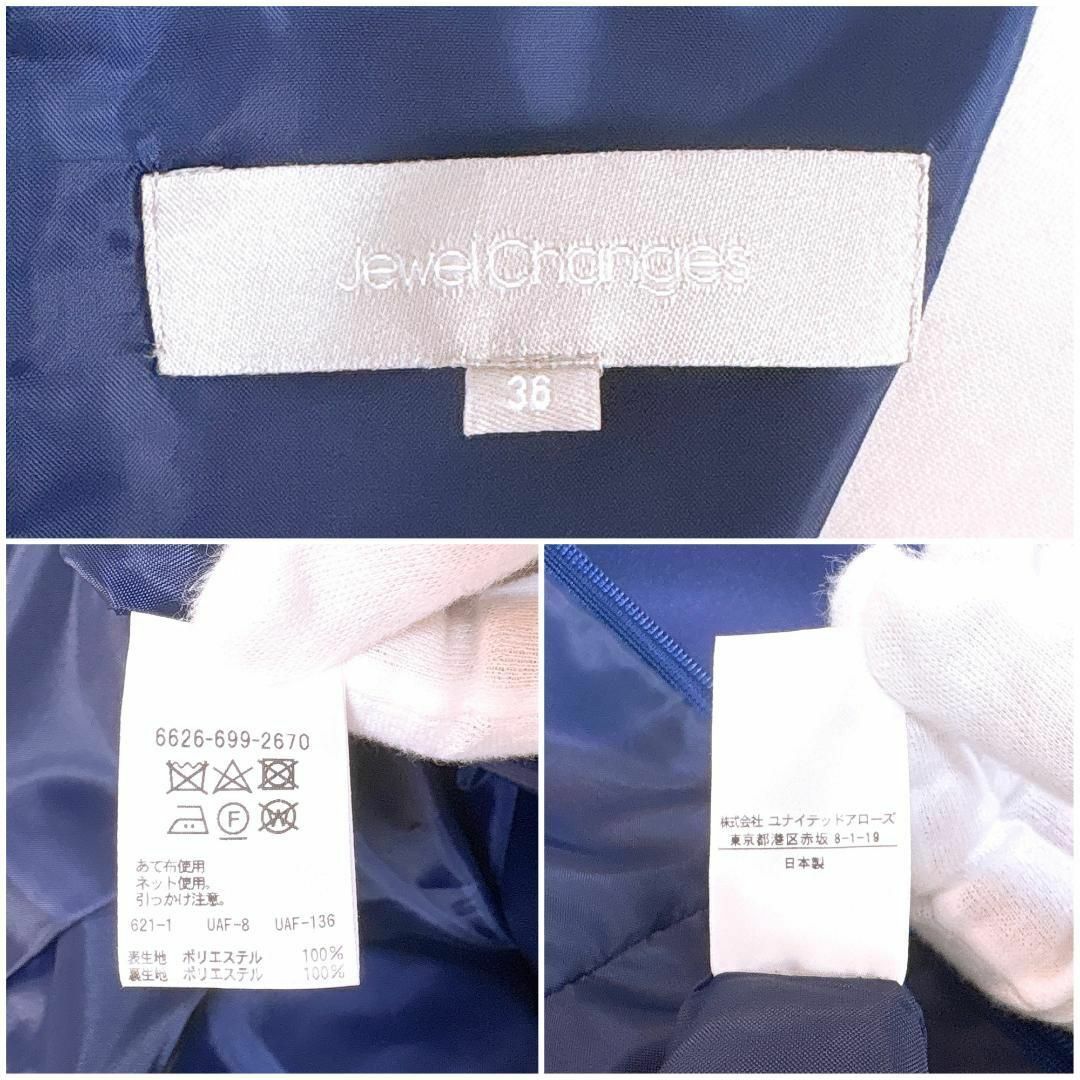 Jewel Changes
36
6626-699-2670
F
W
あて布使用
ネット使用。
引っかけ注意。
621-1 UAF-8 UAF-136
表生地 ポリエステル 100%
裏生地 ポリエステル 100%
株式会社 ユナイテッドアローズ
東京都港区赤坂 8-1-19
日本製